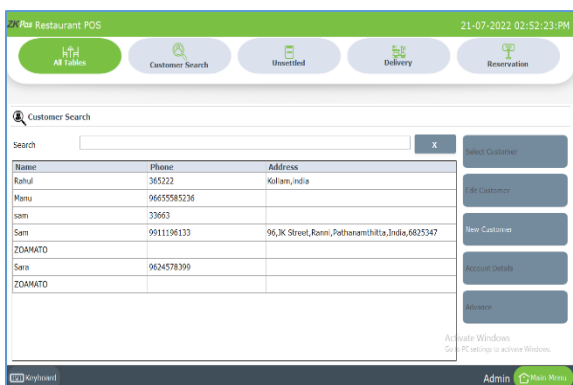 ZKPos Restaurant POS 21-07-2022 02:52:23:PM
All Tables Customer Search Unsettled Delivery Reservation
Customer Search
Search X
Select Customer
Name Phone Address
Rahul 365222 Kollam,India
Edit Customer
Manu 96655585236
sam 33663
Sam 9911196133 96,JK Street,Ranni,Pathanamthitta,India,6825347
New Customer
ZOAMATO
Sara 9624578399
Account Details
ZOAMATO
Advance
Activate Windows
Go to PC settings to activate Windows.
Keyboard Admin Main Menu